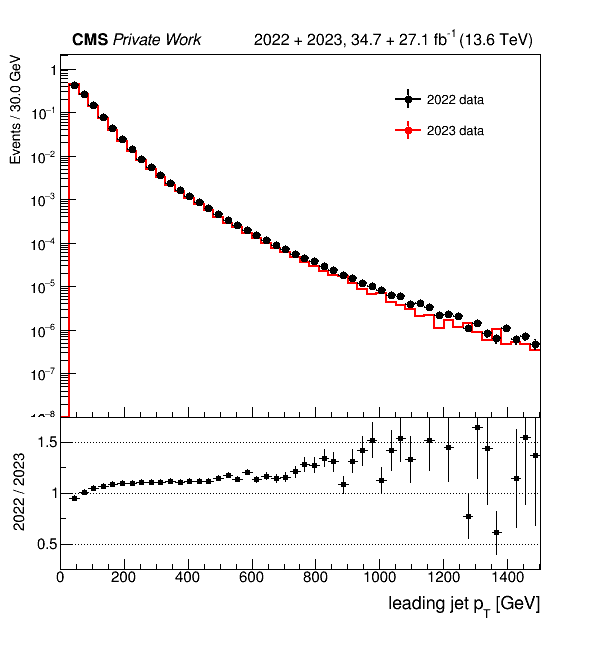 CMS Private Work 2022 + 2023, 34.7 + 27.1 fb⁻¹ (13.6 TeV)
Events / 30.0 GeV
1
10⁻¹
10⁻²
10⁻³
10⁻⁴
10⁻⁵
10⁻⁶
10⁻⁷
10⁻⁸
2022 data
2023 data
2022 / 2023
1.5
1
0.5
0 200 400 600 800 1000 1200 1400
leading jet p_T [GeV]